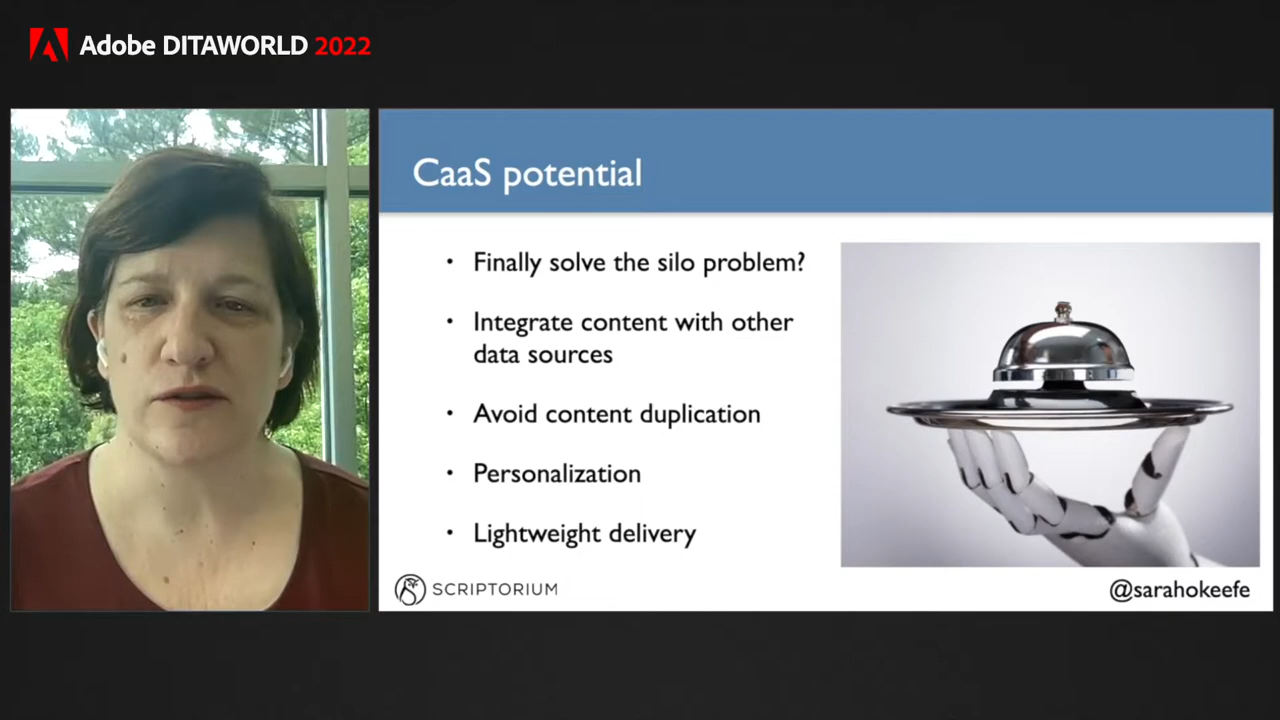 Adobe DITAWORLD 2022
CaaS potential
• Finally solve the silo problem?
• Integrate content with other
data sources
• Avoid content duplication
• Personalization
• Lightweight delivery
SCRIPTORIUM
@sarahokeefe